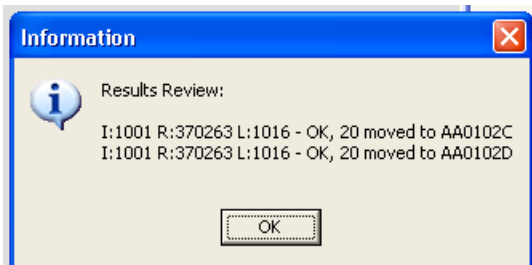 Information
Results Review:
I:1001 R:370263 L:1016 - OK, 20 moved to AA0102C
I:1001 R:370263 L:1016 - OK, 20 moved to AA0102D
OK